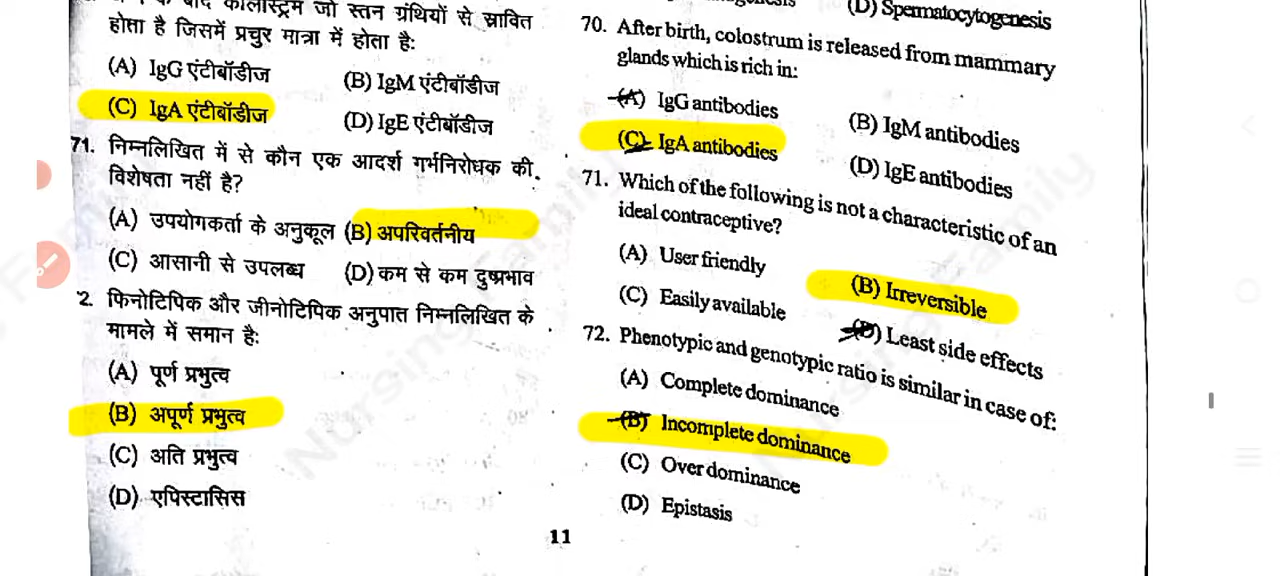 के बाद कोलोस्ट्रम जो स्तन ग्रंथियों से स्रावित
होता है जिसमें प्रचुर मात्रा में होता है:
(A) IgG एंटीबॉडीज (B) IgM एंटीबॉडीज
(C) IgA एंटीबॉडीज (D) IgE एंटीबॉडीज
71. निम्नलिखित में से कौन एक आदर्श गर्भनिरोधक की
विशेषता नहीं है?
(A) उपयोगकर्ता के अनुकूल (B) अपरिवर्तनीय
(C) आसानी से उपलब्ध (D) कम से कम दुष्प्रभाव
2. फिनोटिपिक और जीनोटिपिक अनुपात निम्नलिखित के
मामले में समान है:
(A) पूर्ण प्रभुत्व
(B) अपूर्ण प्रभुत्व
(C) अति प्रभुत्व
(D) एपिस्टासिस
(D) Spermatocytogenesis
70. After birth, colostrum is released from mammary
glands which is rich in:
(A) IgG antibodies (B) IgM antibodies
(C) IgA antibodies (D) IgE antibodies
71. Which of the following is not a characteristic of an
ideal contraceptive?
(A) User friendly (B) Irreversible
(C) Easily available (D) Least side effects
72. Phenotypic and genotypic ratio is similar in case of:
(A) Complete dominance
(B) Incomplete dominance
(C) Over dominance
(D) Epistasis
11
Nursing Family